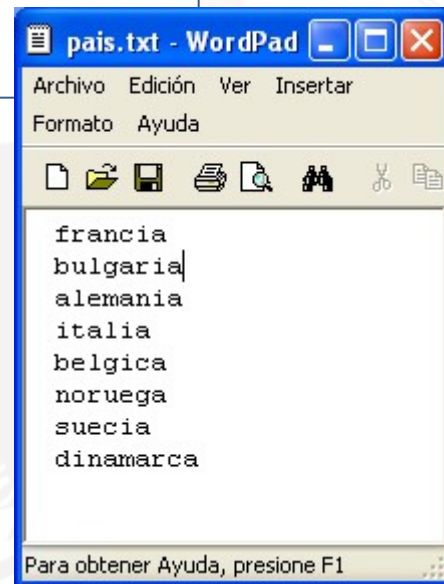 pais.txt - WordPad
Archivo Edición Ver Insertar
Formato Ayuda
francia
bulgaria
alemania
italia
belgica
noruega
suecia
dinamarca
Para obtener Ayuda, presione F1